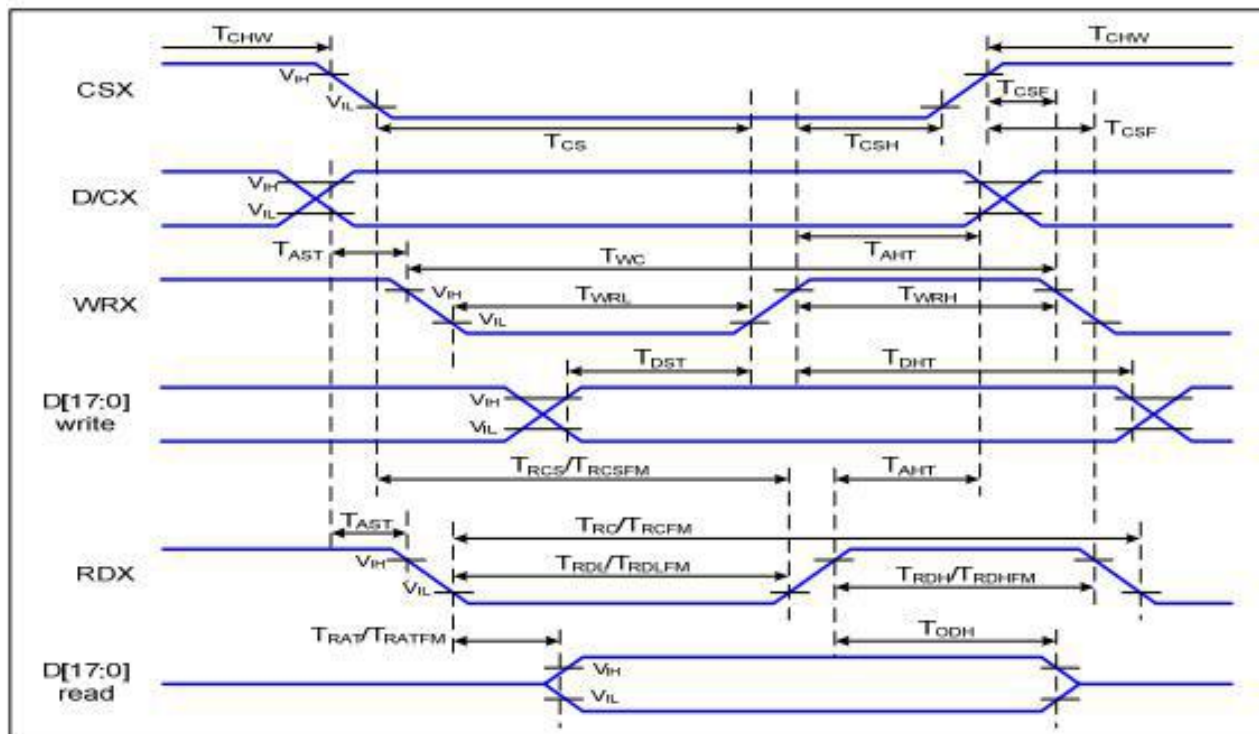 TCHW TCHW
CSX VIH VIL TCSF
TCS TCSH TCSF
D/CX VIH VIL
TAST TWC TAHT
WRX VIH TWRL TWRH
VIL
TDST TDHT
D[17:0] VIH
write VIL
TRCS/TRCSFM TAHT
TAST TRC/TRCFM
RDX VIH TRDL/TRDLFM TRDH/TRDHFM
VIL
TRAT/TRATFM TODH
D[17:0] VIH
read VIL